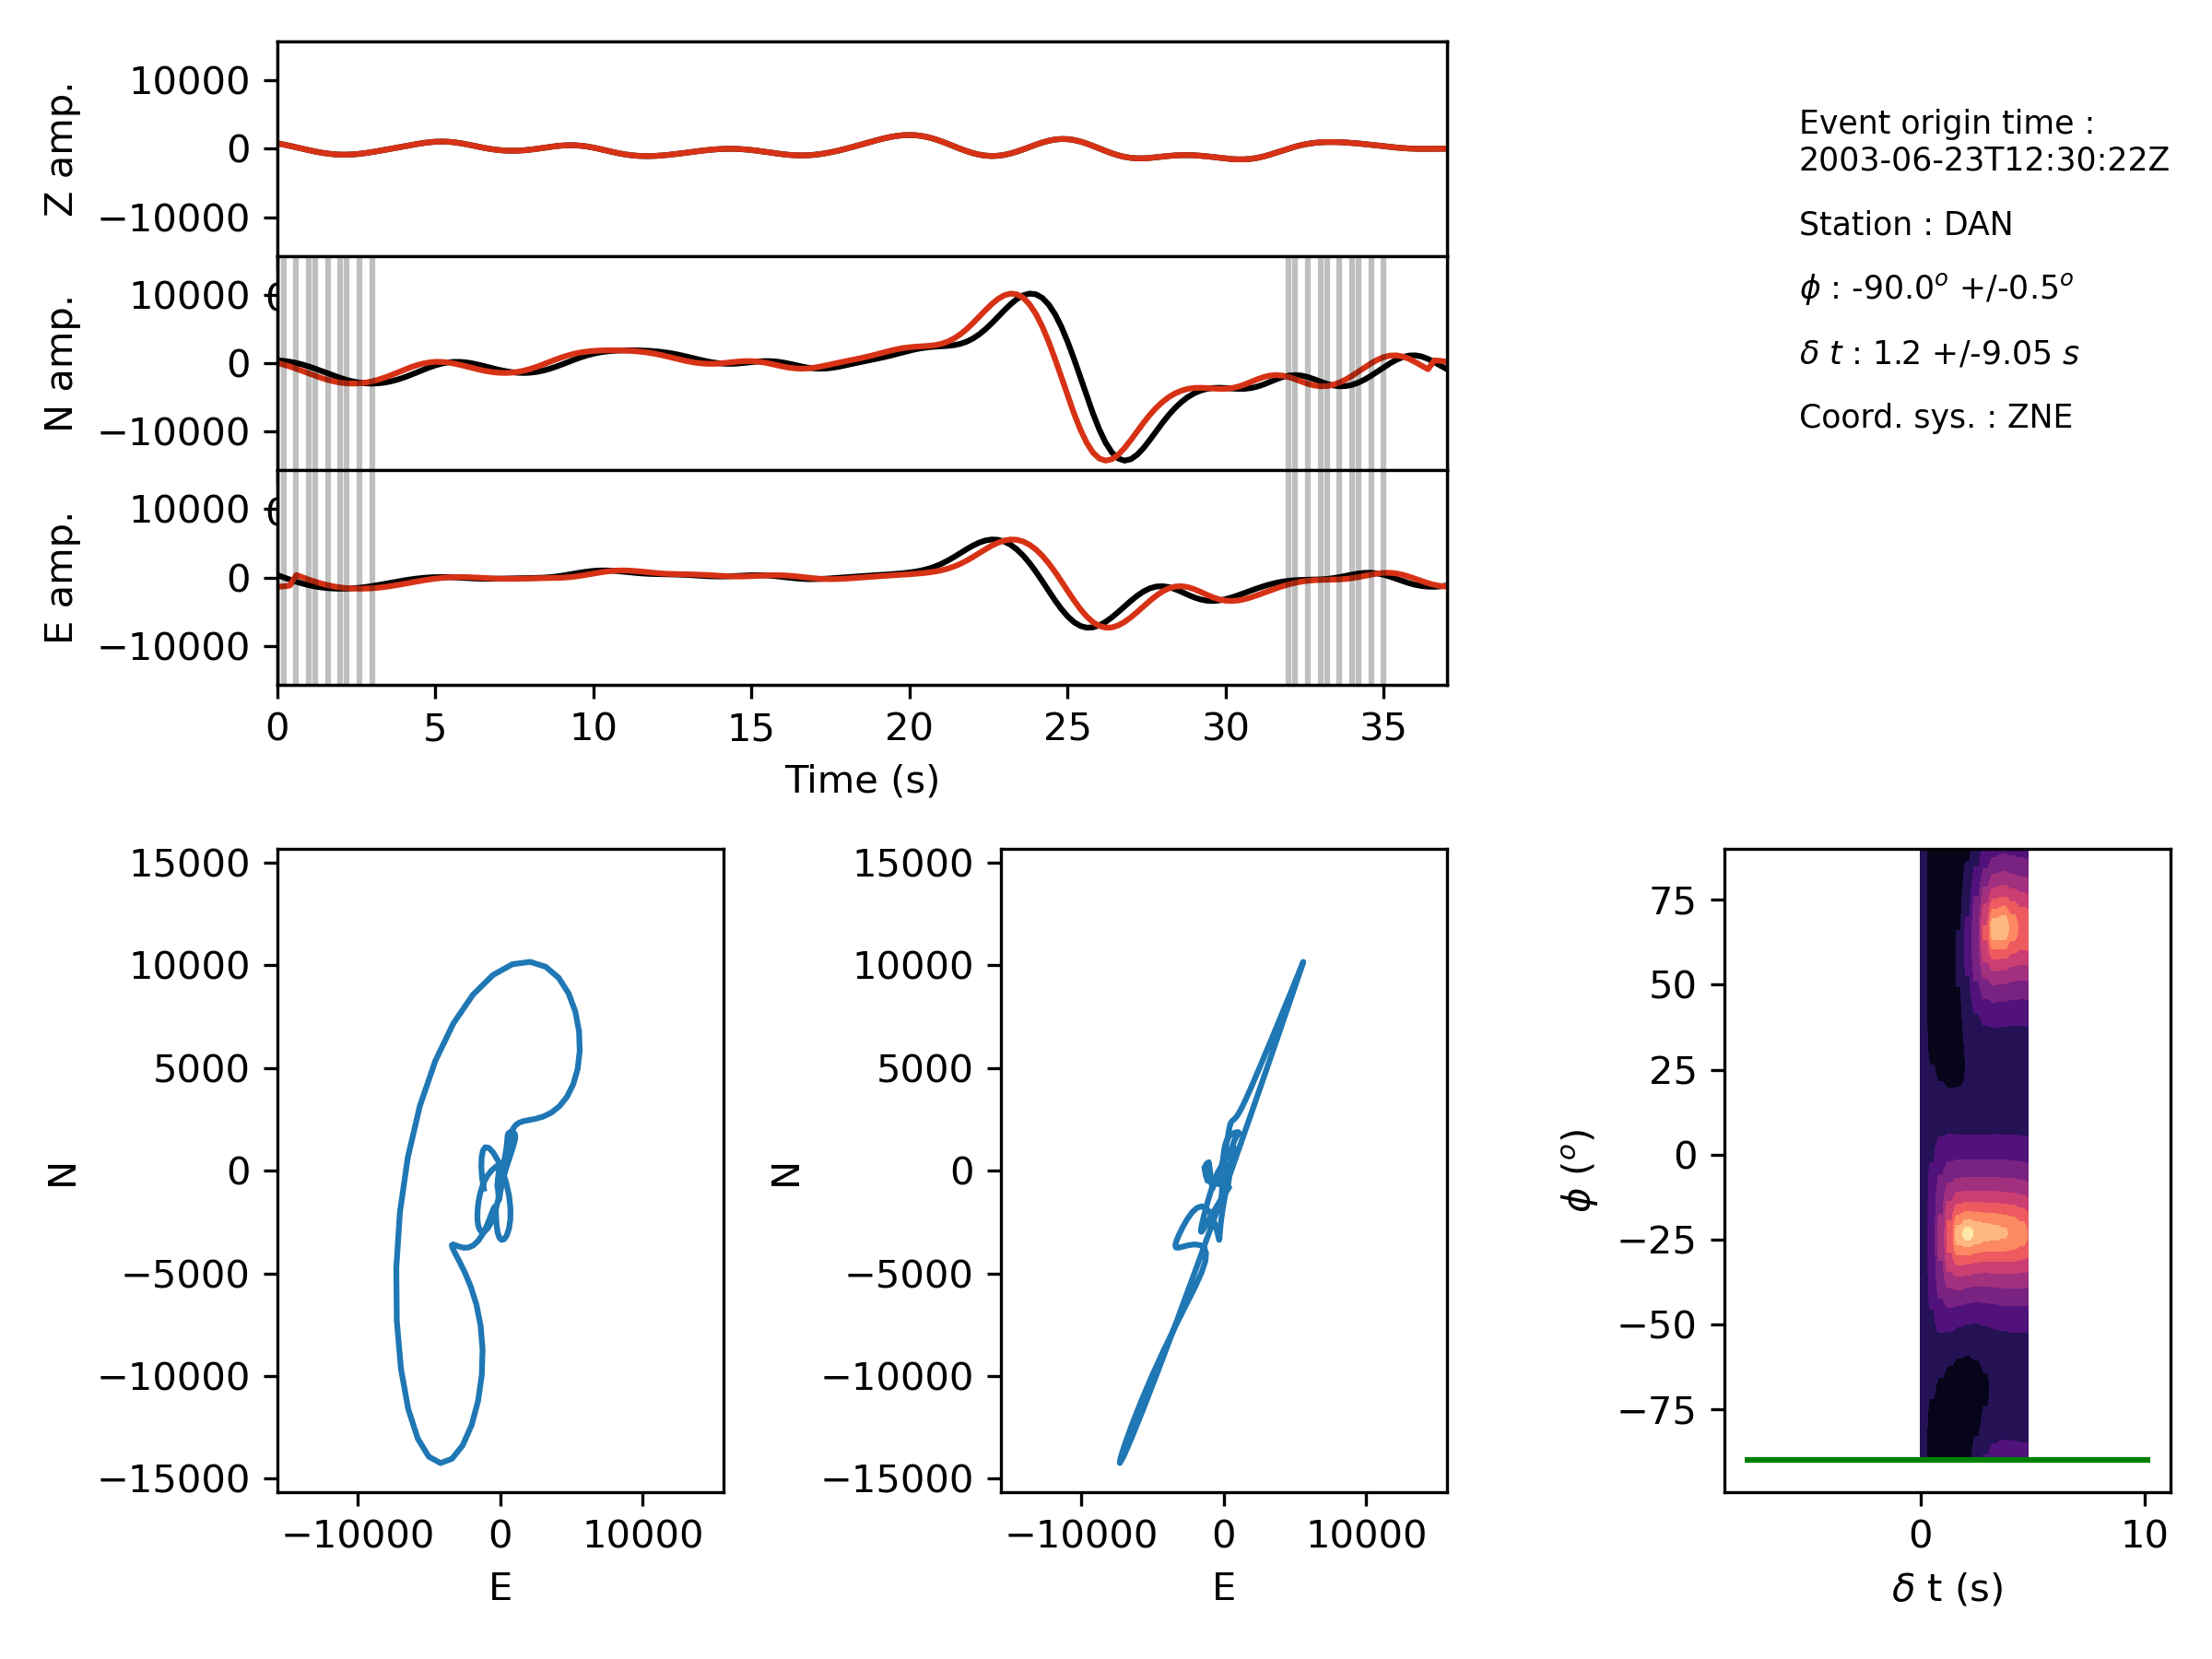 Z amp.
10000
0
−10000
N amp.
10000
0
−10000
E amp.
10000
0
−10000
0 5 10 15 20 25 30 35
Time (s)
Event origin time :
2003-06-23T12:30:22Z
Station : DAN
ϕ : -90.0° +/-0.5°
δ t : 1.2 +/-9.05 s
Coord. sys. : ZNE
N
15000
10000
5000
0
−5000
−10000
−15000
−10000 0 10000
E
N
15000
10000
5000
0
−5000
−10000
−15000
−10000 0 10000
E
ϕ (°)
75
50
25
0
−25
−50
−75
0 10
δ t (s)